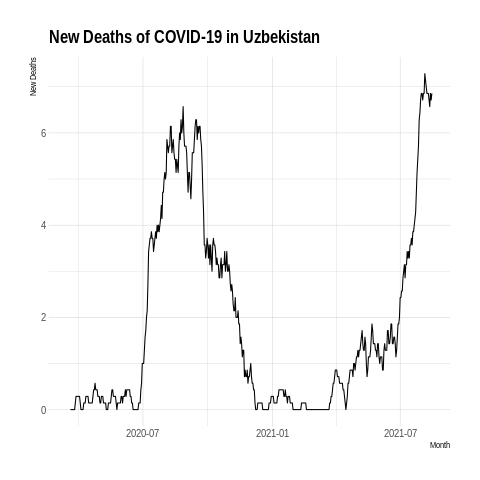 New Deaths of COVID-19 in Uzbekistan
New Deaths
6
4
2
0
2020-07
2021-01
2021-07
Month